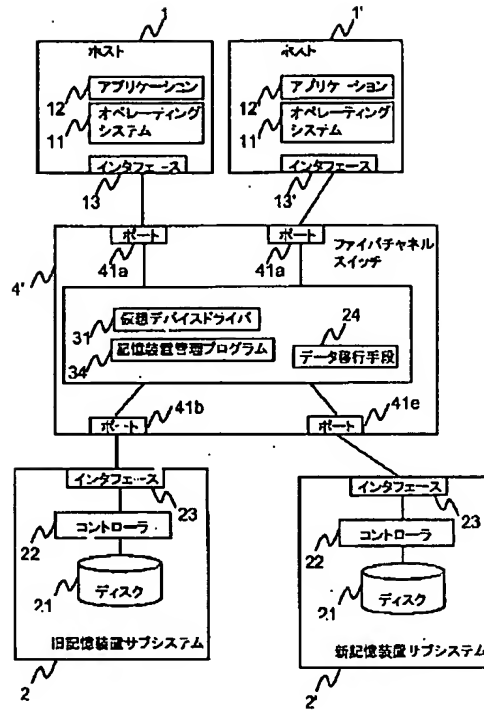 1
1'
ホスト
ホスト
アプリケーション
アプリケーション
12
12'
オペレーティング
システム
オペレーティング
システム
11
11'
インタフェース
インタフェース
13
13'
ポート
ポート
ファイバチャネル
スイッチ
41a
41a
4'
仮想デバイスドライバ
24
31
記憶装置管理プログラム
データ移行手段
34
41b
41e
ポート
ポート
インタフェース
インタフェース
23
23
コントローラ
コントローラ
22
22
ディスク
ディスク
21
21
旧記憶装置サブシステム
新記憶装置サブシステム
2
2'